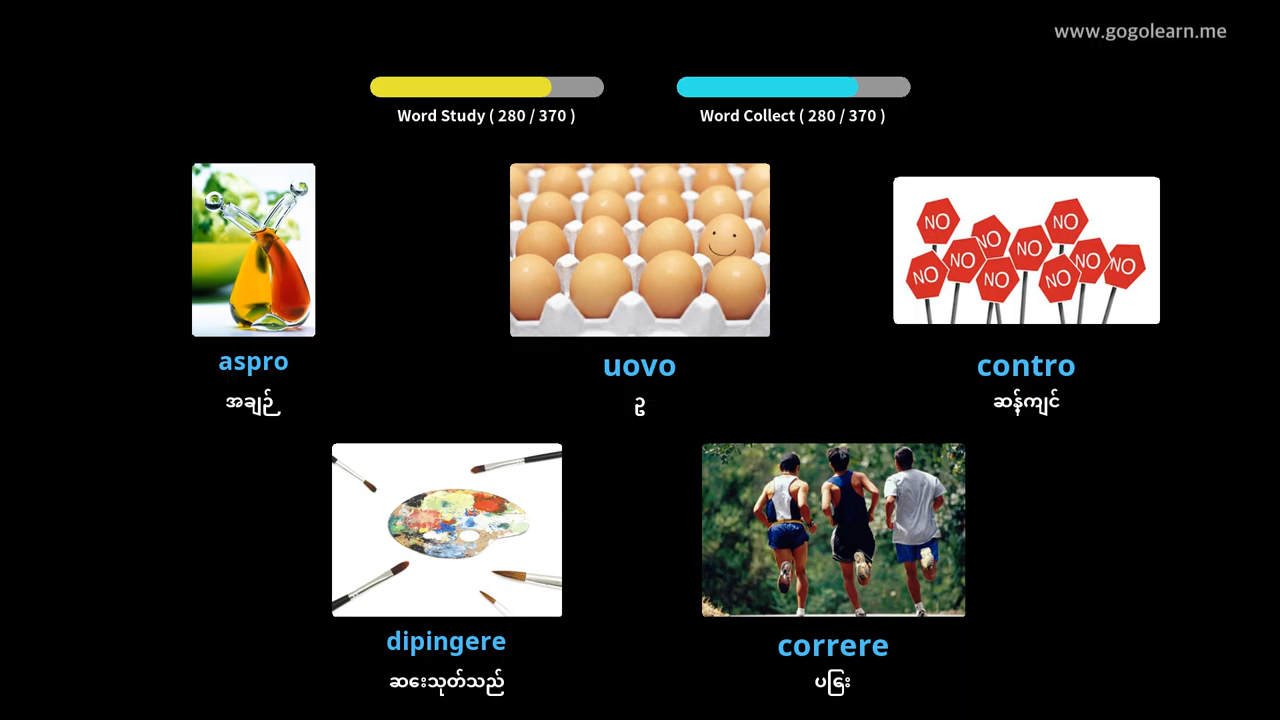 www.gogolearn.me
Word Study ( 280 / 370 )
Word Collect ( 280 / 370 )
NO NO NO NO NO NO NO NO NO NO
aspro
uovo
contro
အချဉ်
ဥ
ဆန့်ကျင်
dipingere
correre
ဆေးသုတ်သည်
ပြေး